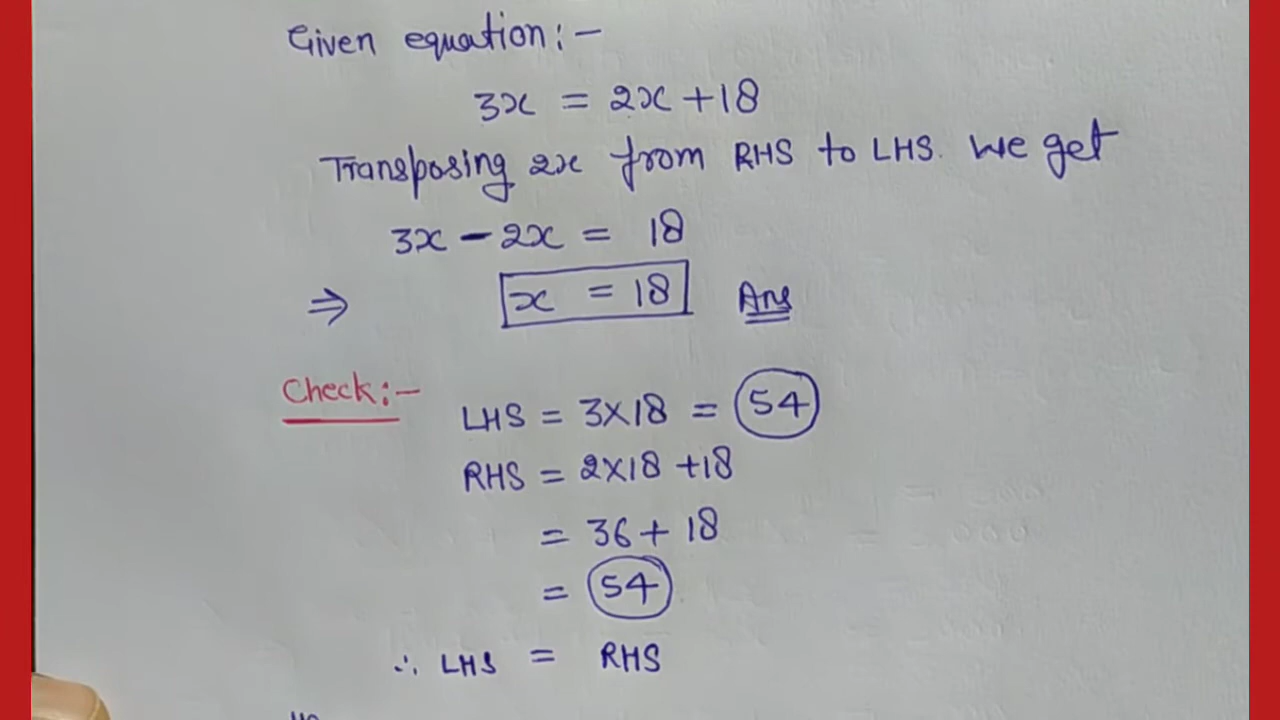 Given equation:-
3x = 2x + 18
Transposing 2x from RHS to LHS. We get
3x - 2x = 18
⇒ x = 18 Ans
Check:-
LHS = 3×18 = 54
RHS = 2×18 + 18
= 36 + 18
= 54
∴ LHS = RHS